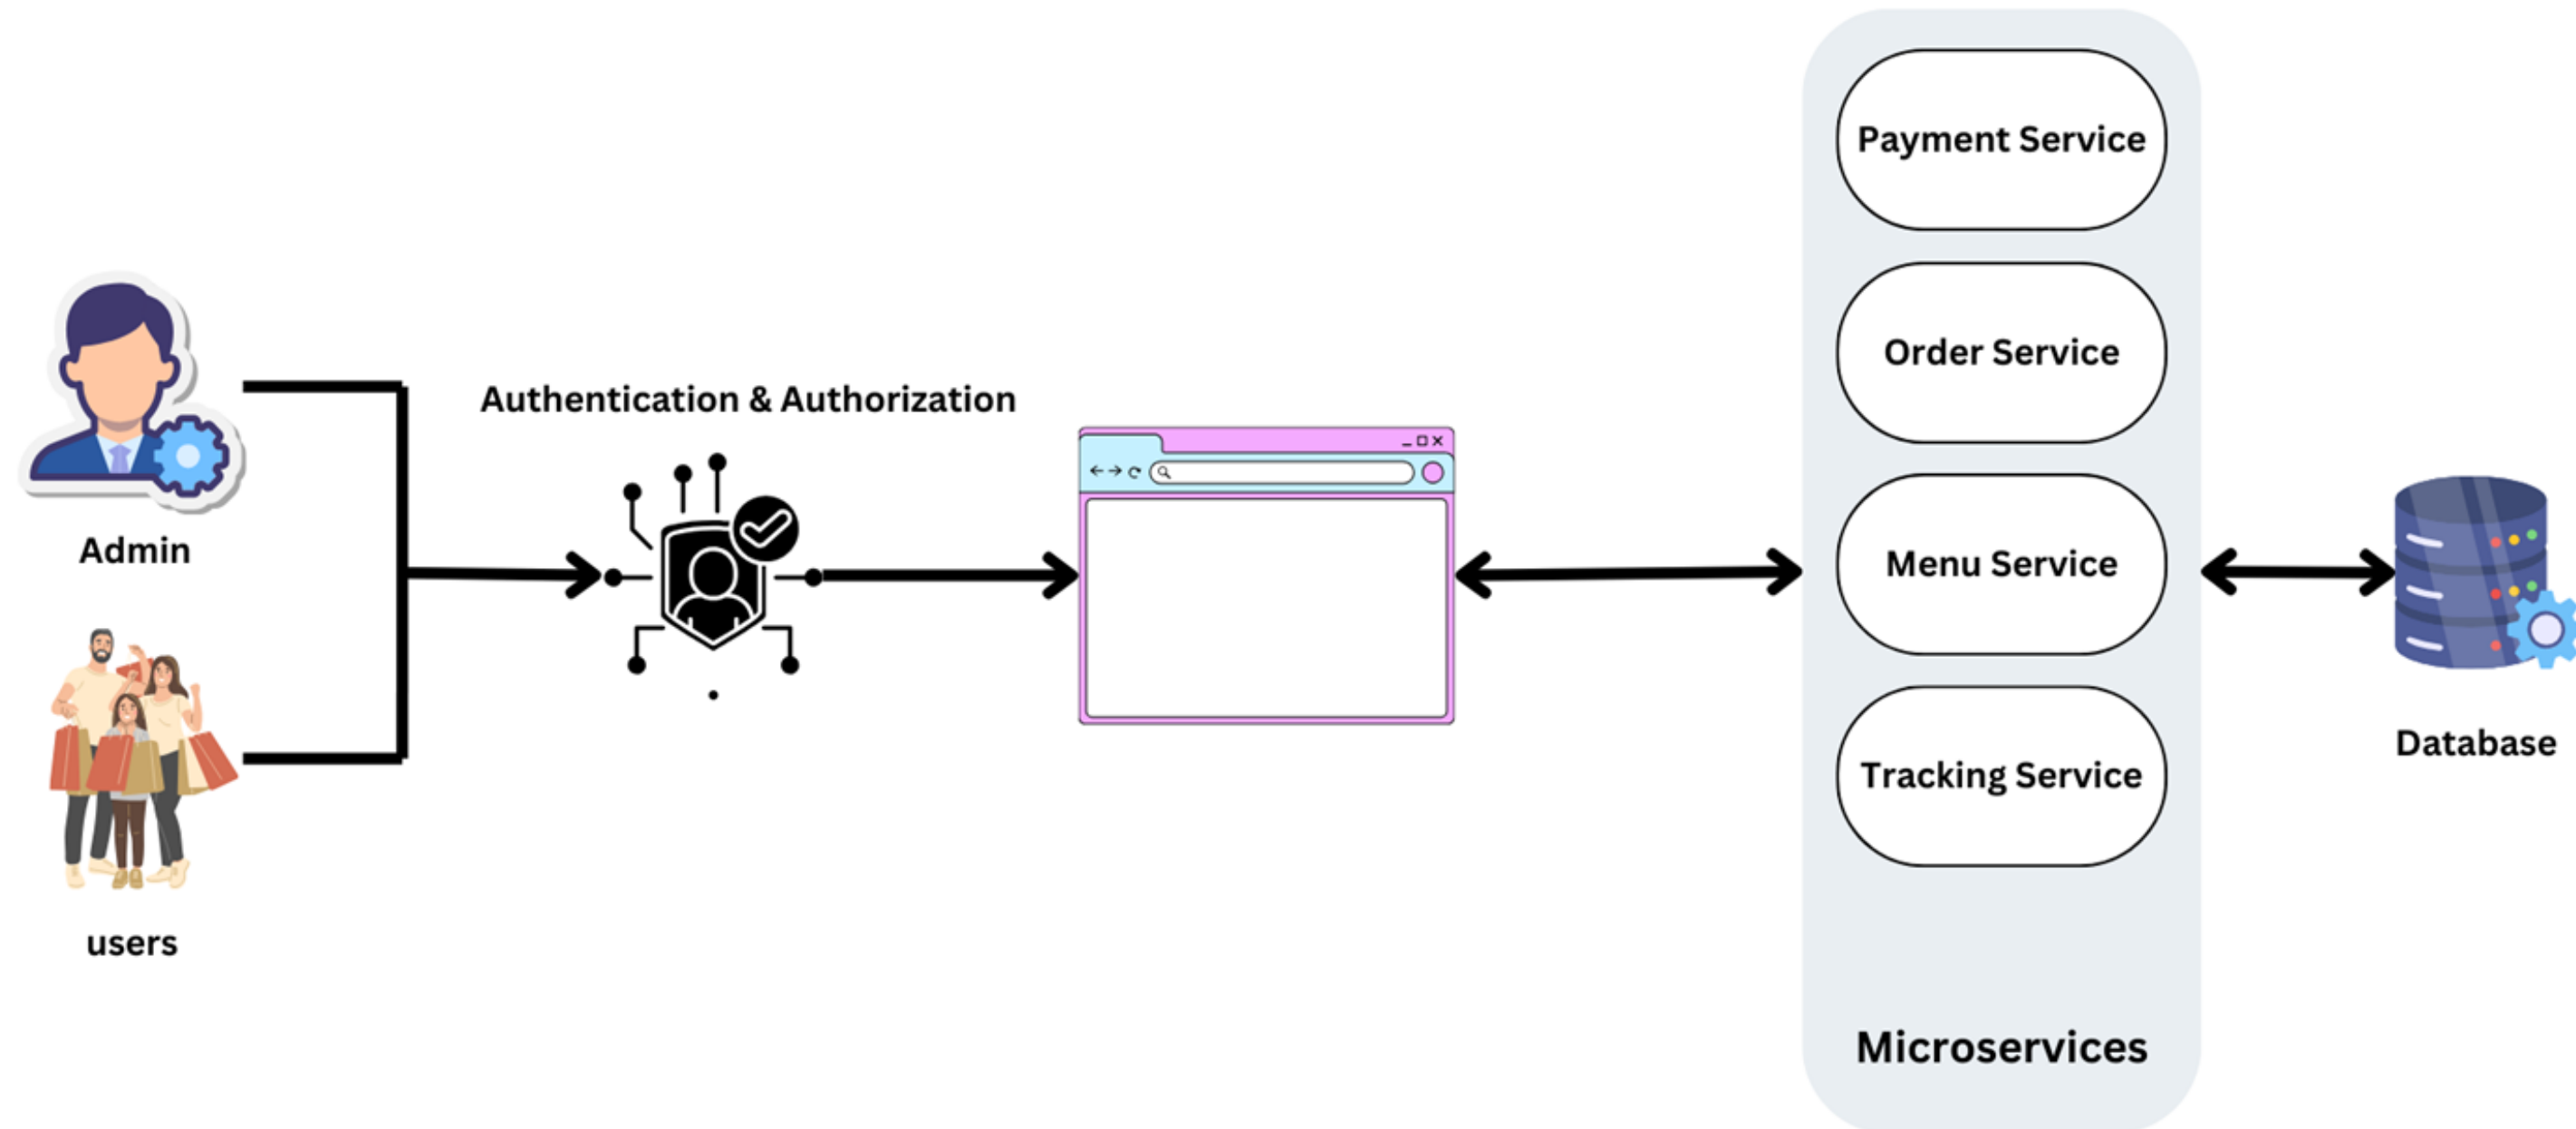 Admin
users
Authentication & Authorization
Payment Service
Order Service
Menu Service
Tracking Service
Microservices
Database